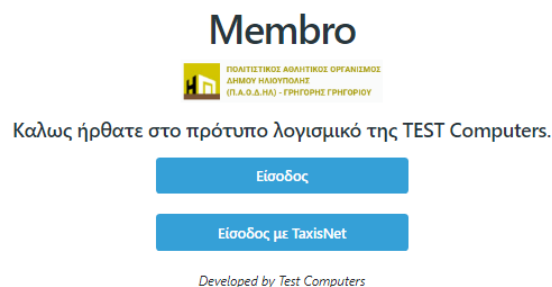 Membro
ΠΟΛΙΤΙΣΤΙΚΟΣ ΑΘΛΗΤΙΚΟΣ ΟΡΓΑΝΙΣΜΟΣ
ΔΗΜΟΥ ΗΛΙΟΥΠΟΛΗΣ
(Π.Α.Ο.Δ.ΗΛ) - ΓΡΗΓΟΡΗΣ ΓΡΗΓΟΡΙΟΥ
Καλως ήρθατε στο πρότυπο λογισμικό της TEST Computers.
Είσοδος
Είσοδος με TaxisNet
Developed by Test Computers